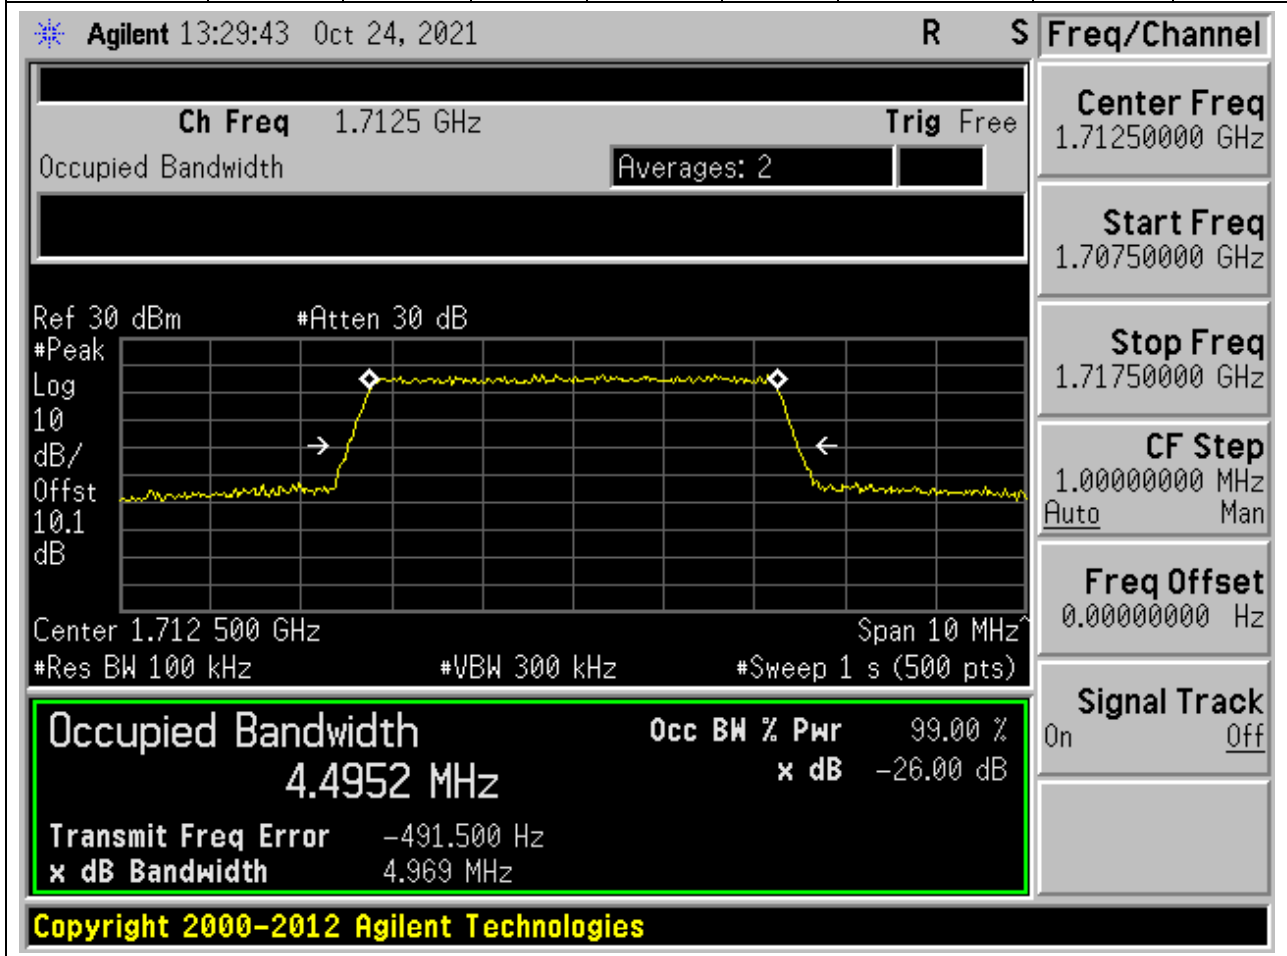 Agilent 13:29:43 Oct 24, 2021 R S
Ch Freq 1.7125 GHz Trig Free
Occupied Bandwidth Averages: 2
Ref 30 dBm #Atten 30 dB
#Peak
Log
10
dB/
Offst
10.1
dB
Center 1.712 500 GHz Span 10 MHz^
#Res BW 100 kHz #VBW 300 kHz #Sweep 1 s (500 pts)
Occupied Bandwidth Occ BW % Pwr 99.00 %
4.4952 MHz x dB -26.00 dB
Transmit Freq Error -491.500 Hz
x dB Bandwidth 4.969 MHz
Copyright 2000-2012 Agilent Technologies
Freq/Channel
Center Freq
1.71250000 GHz
Start Freq
1.70750000 GHz
Stop Freq
1.71750000 GHz
CF Step
1.00000000 MHz
Auto Man
Freq Offset
0.00000000 Hz
Signal Track
On Off